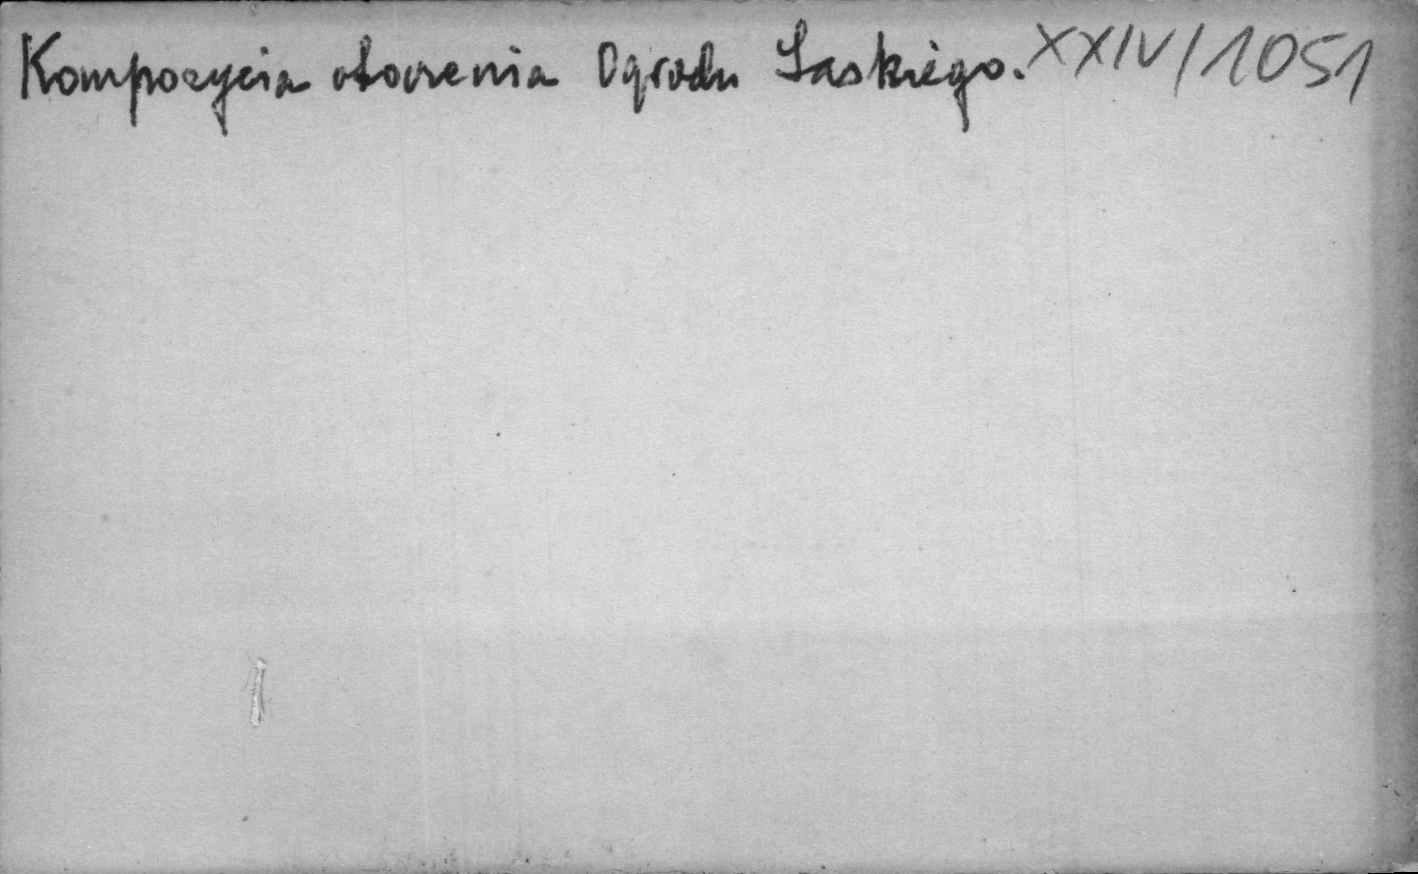 Kompozycja otoczenia Ogrodu Saskiego. XXIV/1051